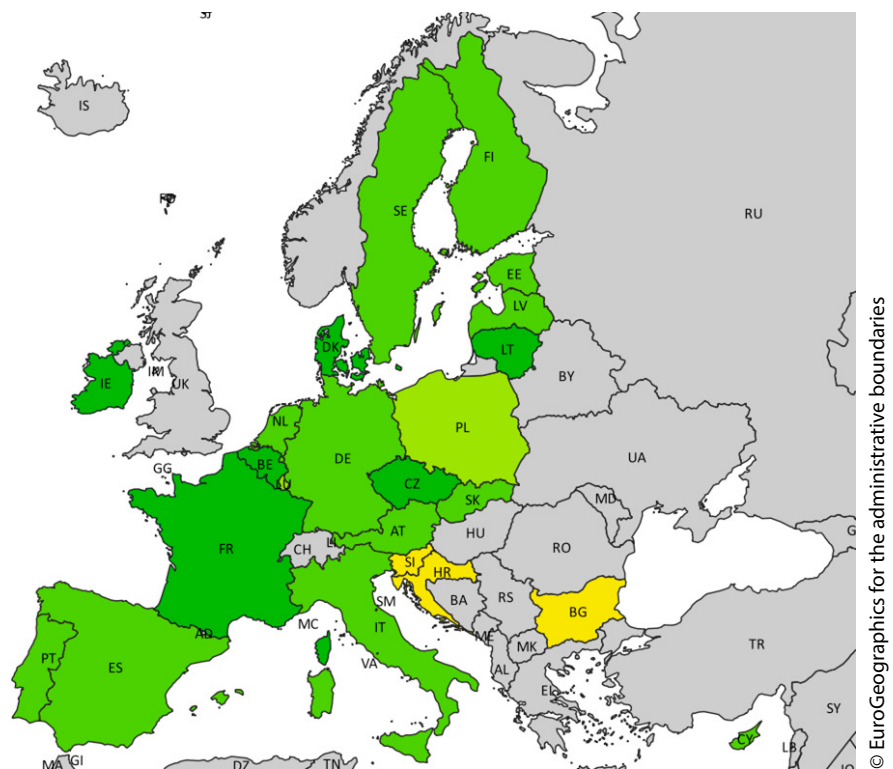 IS
FI
SE
RU
EE
LV
LT
DK
IE
IM
UK
BY
NL
PL
BE
DE
UA
GG
LU
CZ
SK
MD
AT
HU
FR
CH
LI
RO
G
SI
HR
BA
RS
BG
SM
MC
IT
ME
MK
TR
AD
PT
ES
VA
AL
EL
SY
CY
LB
MA
GI
DZ
TN
© EuroGeographics for the administrative boundaries